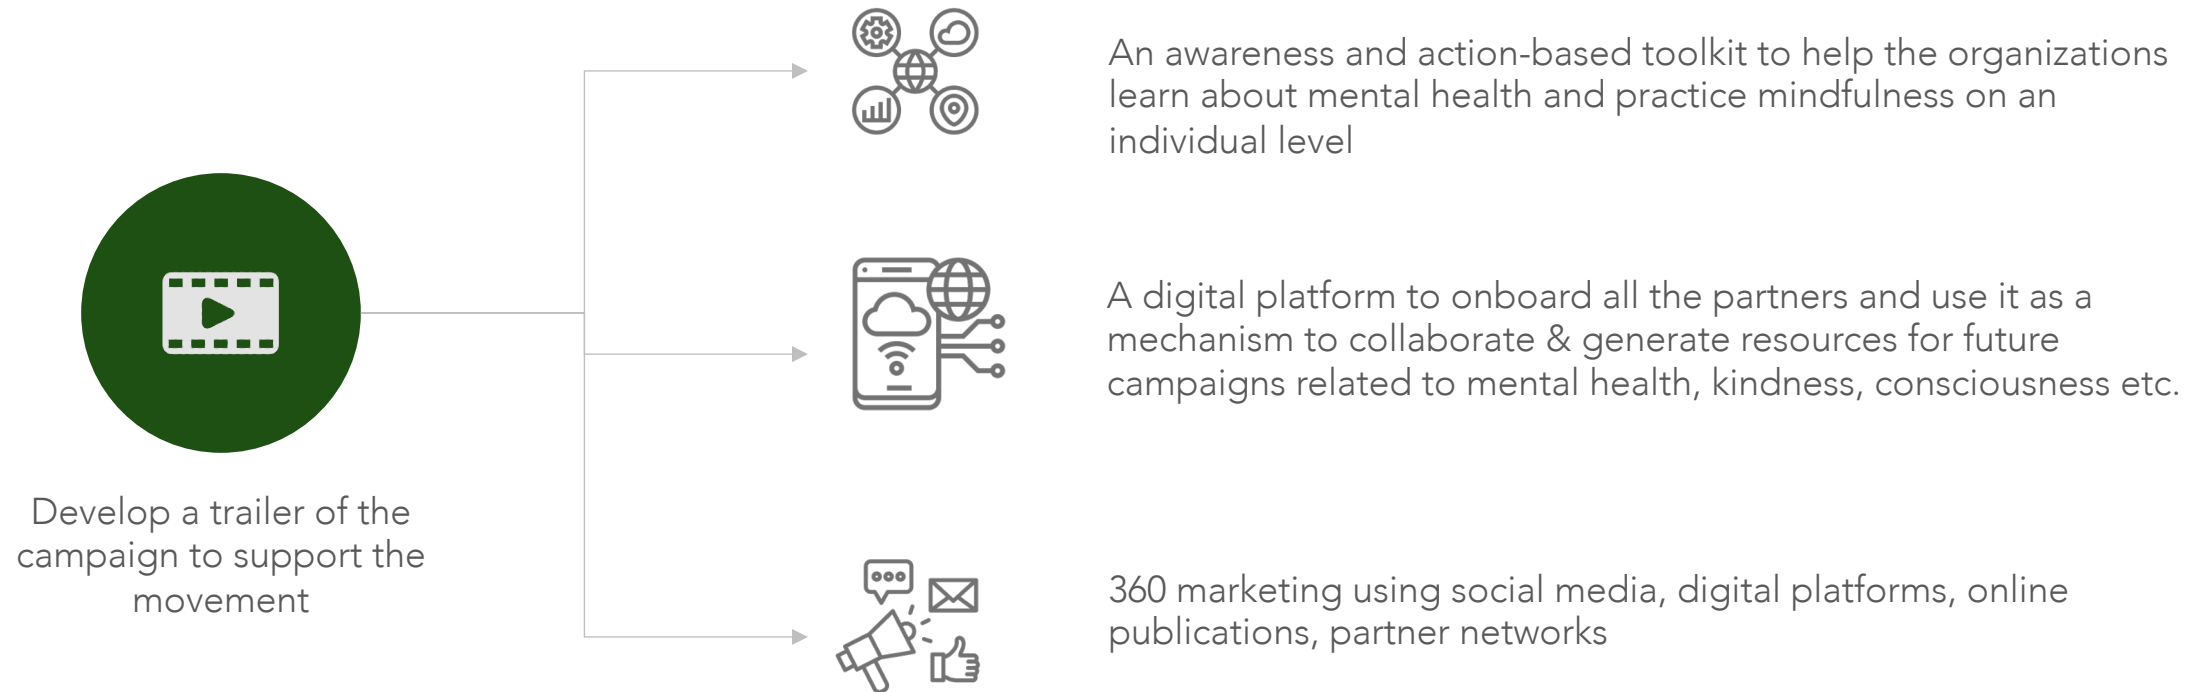 An awareness and action-based toolkit to help the organizations
learn about mental health and practice mindfulness on an
individual level
A digital platform to onboard all the partners and use it as a
mechanism to collaborate & generate resources for future
campaigns related to mental health, kindness, consciousness etc.
Develop a trailer of the
campaign to support the
movement
360 marketing using social media, digital platforms, online
publications, partner networks